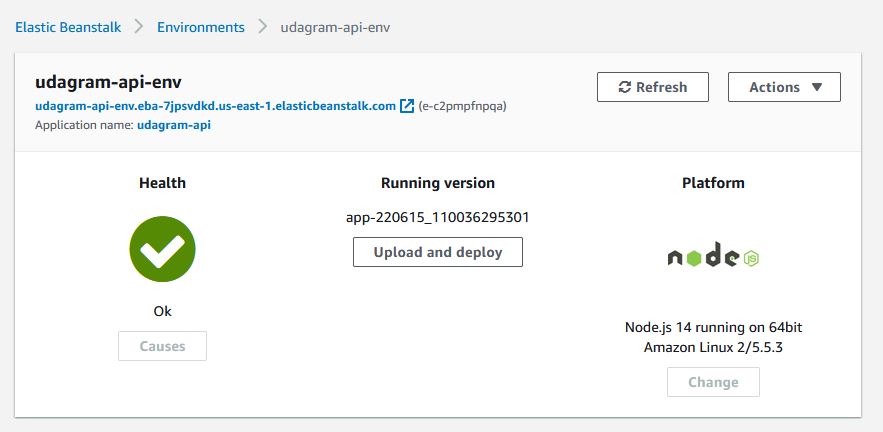 Elastic Beanstalk > Environments > udagram-api-env
udagram-api-env
Refresh
Actions
udagram-api-env.eba-7jpsvdkd.us-east-1.elasticbeanstalk.com (e-c2pmpfnpqa)
Application name: udagram-api
Health
Running version
Platform
app-220615_110036295301
Upload and deploy
node
JS
Ok
Causes
Node.js 14 running on 64bit
Amazon Linux 2/5.5.3
Change